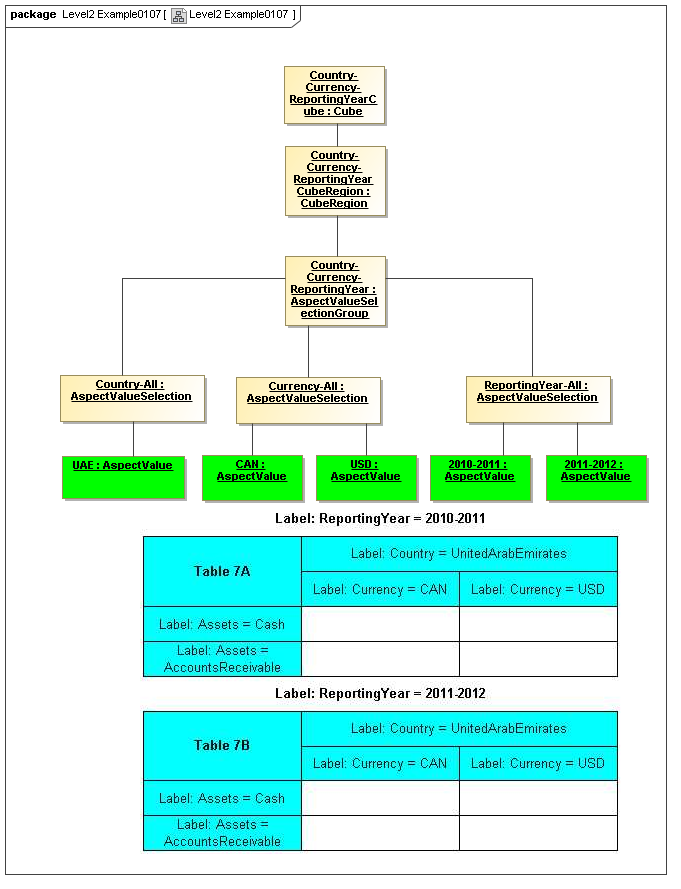 package Level2 Example0107 [ Level2 Example0107 ]
Country-
Currency-
ReportingYearC
ube : Cube
Country-
Currency-
ReportingYear
CubeRegion :
CubeRegion
Country-
Currency-
ReportingYear :
AspectValueSel
ectionGroup
Country-All :
AspectValueSelection
Currency-All :
AspectValueSelection
ReportingYear-All :
AspectValueSelection
UAE : AspectValue
CAN :
AspectValue
USD :
AspectValue
2010-2011 :
AspectValue
2011-2012 :
AspectValue
Label: ReportingYear = 2010-2011
Table 7A
Label: Country = UnitedArabEmirates
Label: Currency = CAN
Label: Currency = USD
Label: Assets = Cash
Label: Assets =
AccountsReceivable
Label: ReportingYear = 2011-2012
Table 7B
Label: Country = UnitedArabEmirates
Label: Currency = CAN
Label: Currency = USD
Label: Assets = Cash
Label: Assets =
AccountsReceivable